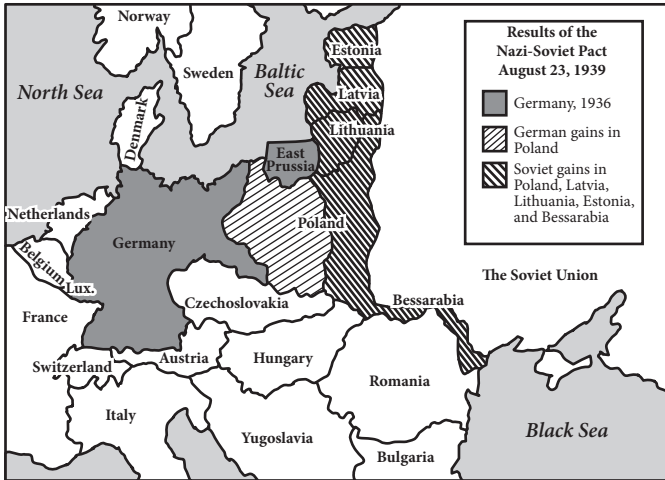 Norway
Sweden
North Sea
Baltic
Sea
Denmark
Estonia
Latvia
Lithuania
East
Prussia
Netherlands
Belgium
Lux.
Germany
Poland
France
Czechoslovakia
Switzerland
Austria
Hungary
Bessarabia
The Soviet Union
Romania
Italy
Yugoslavia
Bulgaria
Black Sea
Results of the
Nazi-Soviet Pact
August 23, 1939
Germany, 1936
German gains in
Poland
Soviet gains in
Poland, Latvia,
Lithuania, Estonia,
and Bessarabia